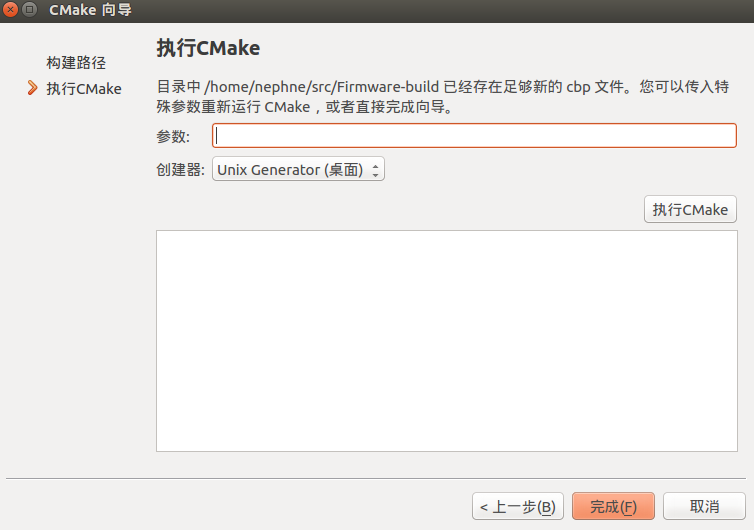 CMake 向导
构建路径
执行CMake
执行CMake
目录中 /home/nephne/src/Firmware-build 已经存在足够新的 cbp 文件。您可以传入特
殊参数重新运行 CMake，或者直接完成向导。
参数:
创建器: Unix Generator (桌面)
执行CMake
< 上一步(B) 完成(F) 取消